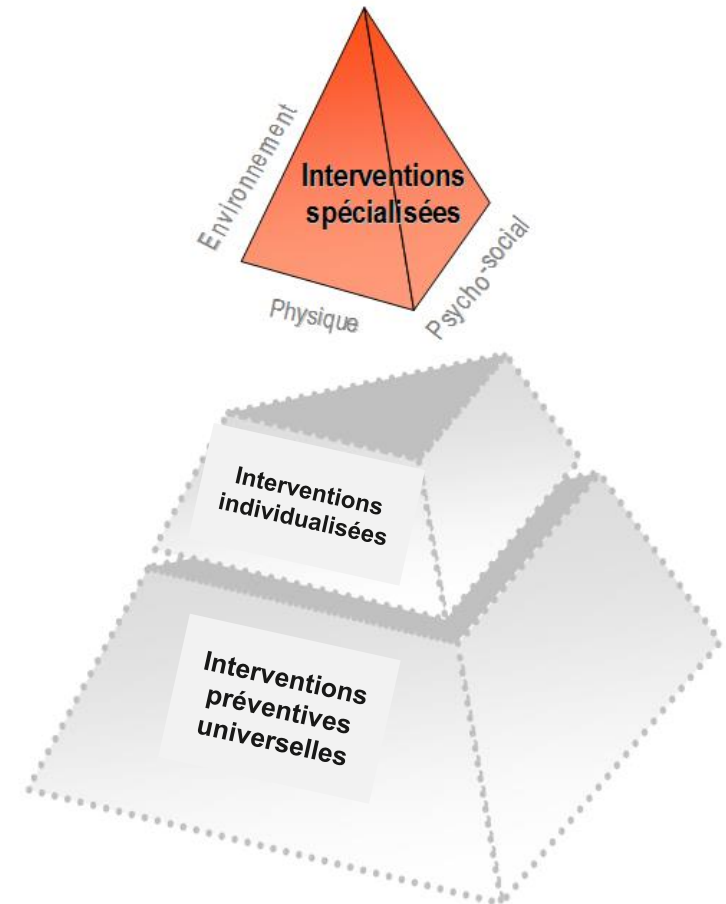 Environnement
Interventions
spécialisées
Physique
Psycho-social
Interventions
individualisées
Interventions
préventives
universelles